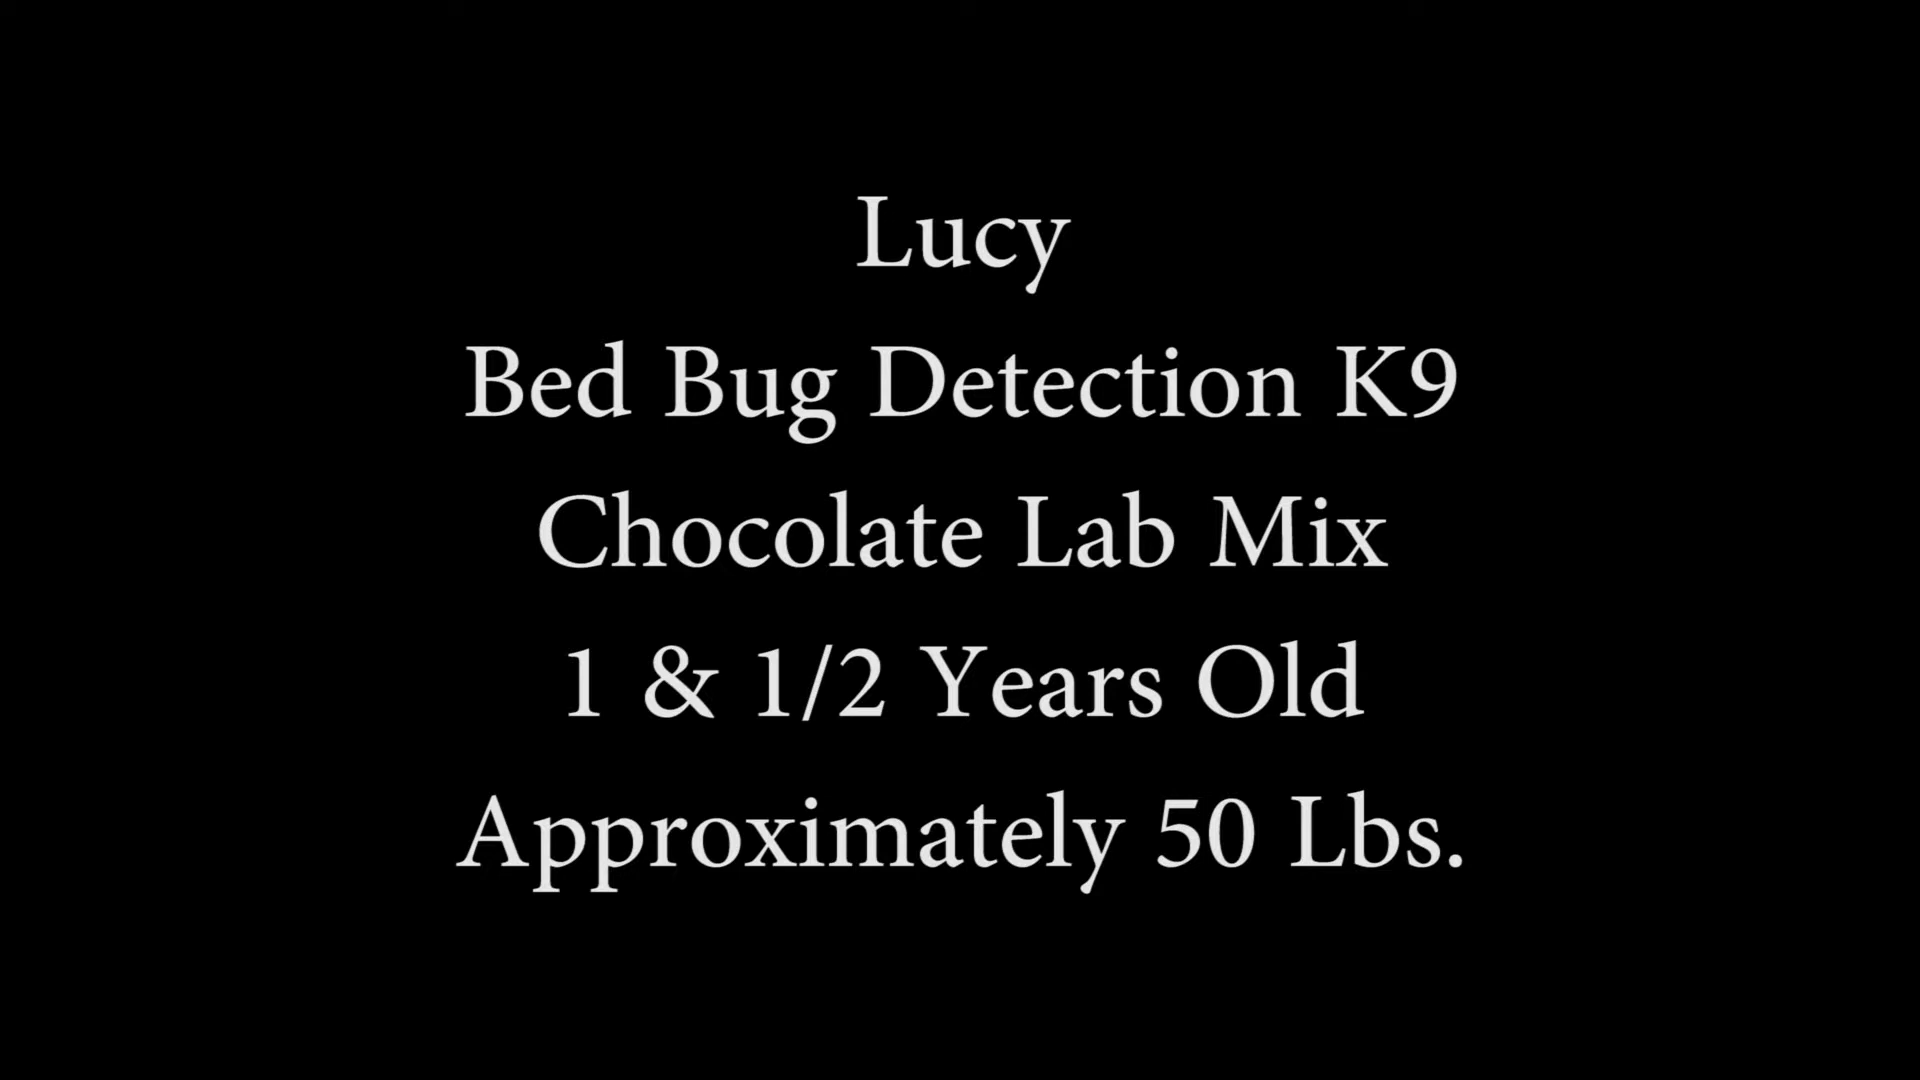 Lucy
Bed Bug Detection K9
Chocolate Lab Mix
1 & 1/2 Years Old
Approximately 50 Lbs.